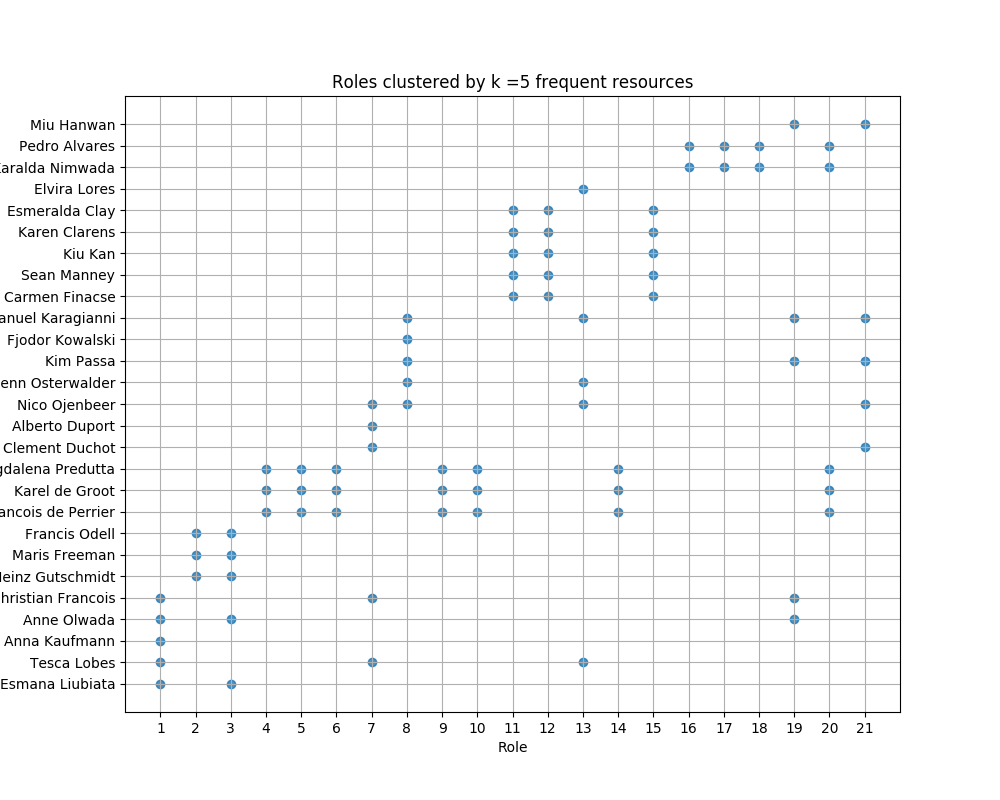 Roles clustered by k =5 frequent resources
Miu Hanwan
Pedro Alvares
Karalda Nimwada
Elvira Lores
Esmeralda Clay
Karen Clarens
Kiu Kan
Sean Manney
Carmen Finacse
anuel Karagianni
Fjodor Kowalski
Kim Passa
enn Osterwalder
Nico Ojenbeer
Alberto Duport
Clement Duchot
gdalena Predutta
Karel de Groot
ancois de Perrier
Francis Odell
Maris Freeman
Heinz Gutschmidt
hristian Francois
Anne Olwada
Anna Kaufmann
Tesca Lobes
Esmana Liubiata
1 2 3 4 5 6 7 8 9 10 11 12 13 14 15 16 17 18 19 20 21
Role